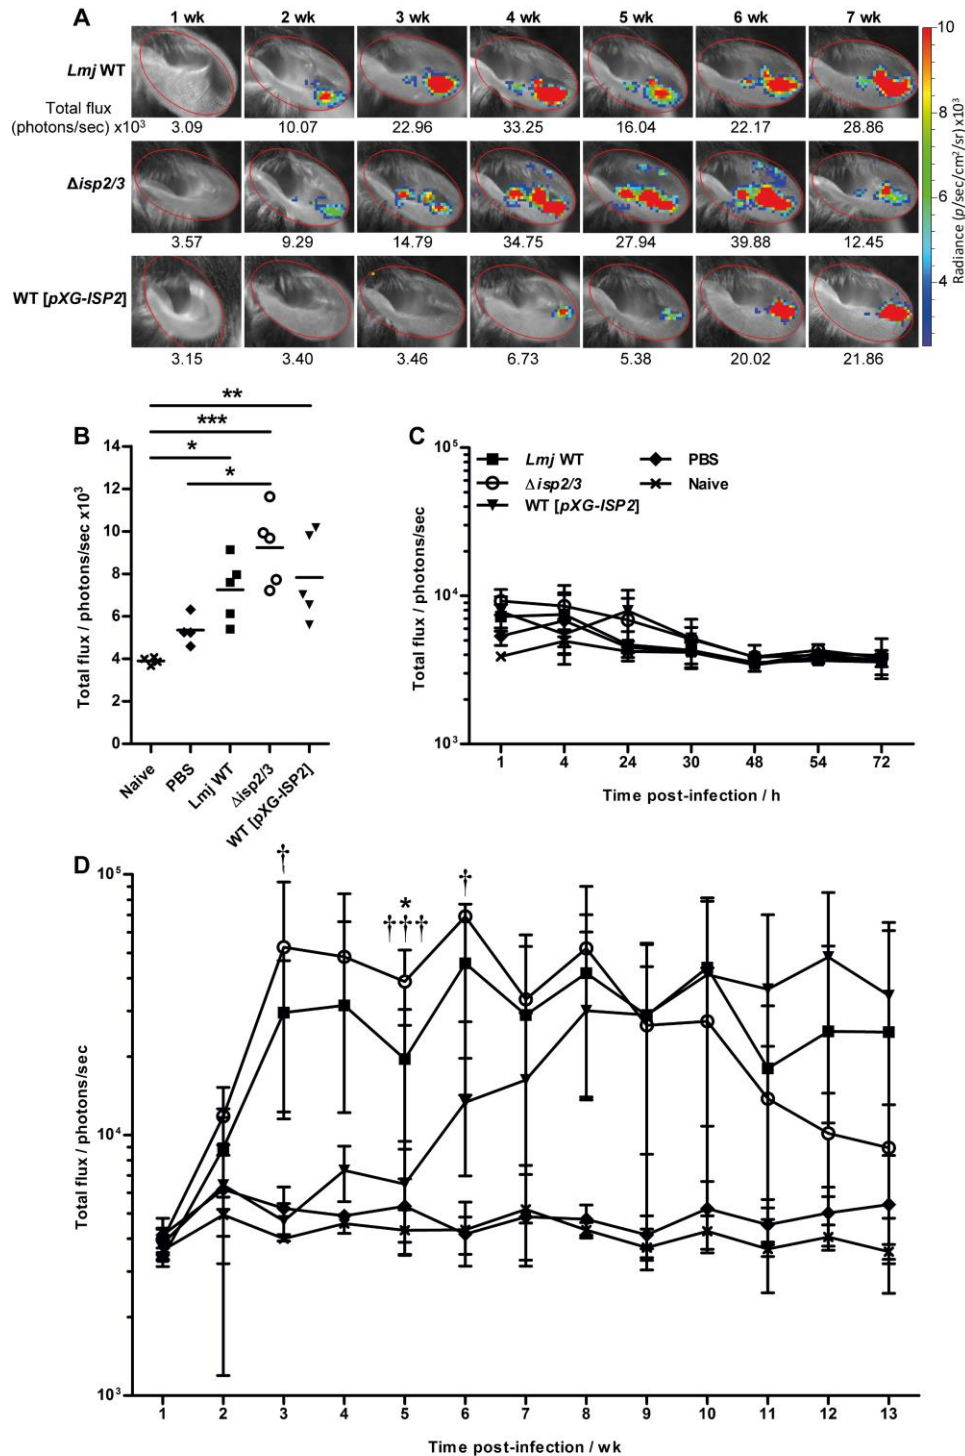 A
1 wk 2 wk 3 wk 4 wk 5 wk 6 wk 7 wk
Lmj WT
Total flux
(photons/sec) x10³ 3.09 10.07 22.96 33.25 16.04 22.17 28.86
Δisp2/3
3.57 9.29 14.79 34.75 27.94 39.88 12.45
WT [pXG-ISP2]
3.15 3.40 3.46 6.73 5.38 20.02 21.86
10
8
6
4
Radiance (p/sec/cm²/sr) x10³
B
**
***
*
*
14
12
10
8
6
4
2
0
Total flux / photons/sec x10³
Naive
PBS
Lmj WT
Δisp2/3
WT [pXG-ISP2]
C
Lmj WT
Δisp2/3
WT [pXG-ISP2]
PBS
Naive
10⁵
10⁴
10³
Total flux / photons/sec
1 4 24 30 48 54 72
Time post-infection / h
D
†
*
†††
†
10⁵
10⁴
10³
Total flux / photons/sec
1 2 3 4 5 6 7 8 9 10 11 12 13
Time post-infection / wk